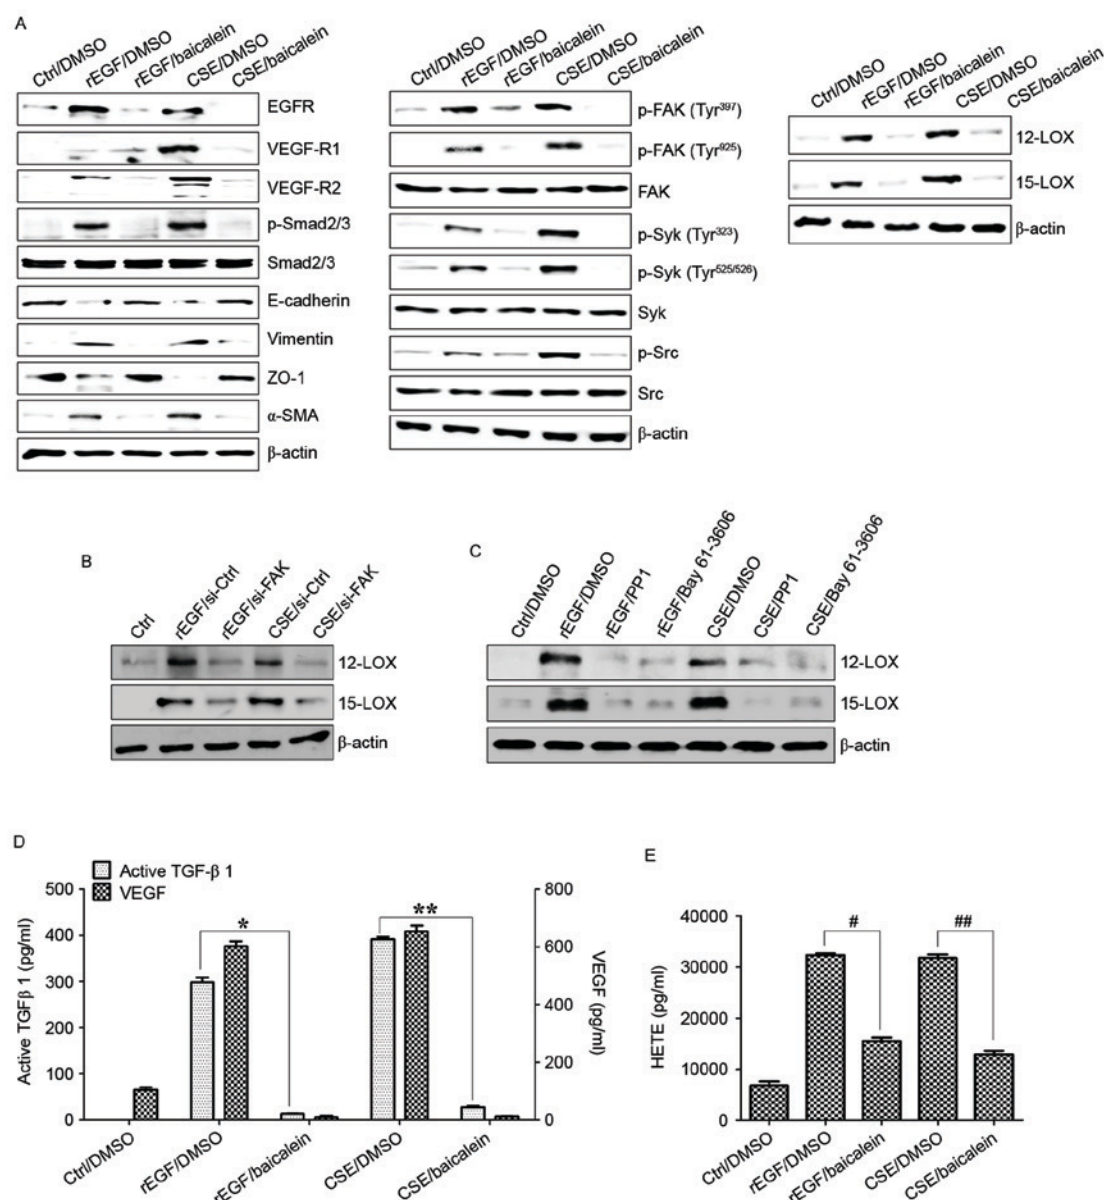 A
Ctrl/DMSO
rEGF/DMSO
rEGF/baicalein
CSE/DMSO
CSE/baicalein
EGFR
VEGF-R1
VEGF-R2
p-Smad2/3
Smad2/3
E-cadherin
Vimentin
ZO-1
α-SMA
β-actin
Ctrl/DMSO
rEGF/DMSO
rEGF/baicalein
CSE/DMSO
CSE/baicalein
p-FAK (Tyr³⁹⁷)
p-FAK (Tyr⁹²⁵)
FAK
p-Syk (Tyr³²³)
p-Syk (Tyr⁵²⁵/⁵²⁶)
Syk
p-Src
Src
β-actin
Ctrl/DMSO
rEGF/DMSO
rEGF/baicalein
CSE/DMSO
CSE/baicalein
12-LOX
15-LOX
β-actin
B
Ctrl
rEGF/si-Ctrl
rEGF/si-FAK
CSE/si-Ctrl
CSE/si-FAK
12-LOX
15-LOX
β-actin
C
Ctrl/DMSO
rEGF/DMSO
rEGF/PP1
rEGF/Bay 61-3606
CSE/DMSO
CSE/PP1
CSE/Bay 61-3606
12-LOX
15-LOX
β-actin
D
Active TGF-β 1
VEGF
Active TGFβ 1 (pg/ml)
500
400
300
200
100
0
*
**
800
600
400
200
0
VEGF (pg/ml)
Ctrl/DMSO
rEGF/DMSO
rEGF/baicalein
CSE/DMSO
CSE/baicalein
E
HETE (pg/ml)
40000
30000
20000
10000
0
#
##
Ctrl/DMSO
rEGF/DMSO
rEGF/baicalein
CSE/DMSO
CSE/baicalein